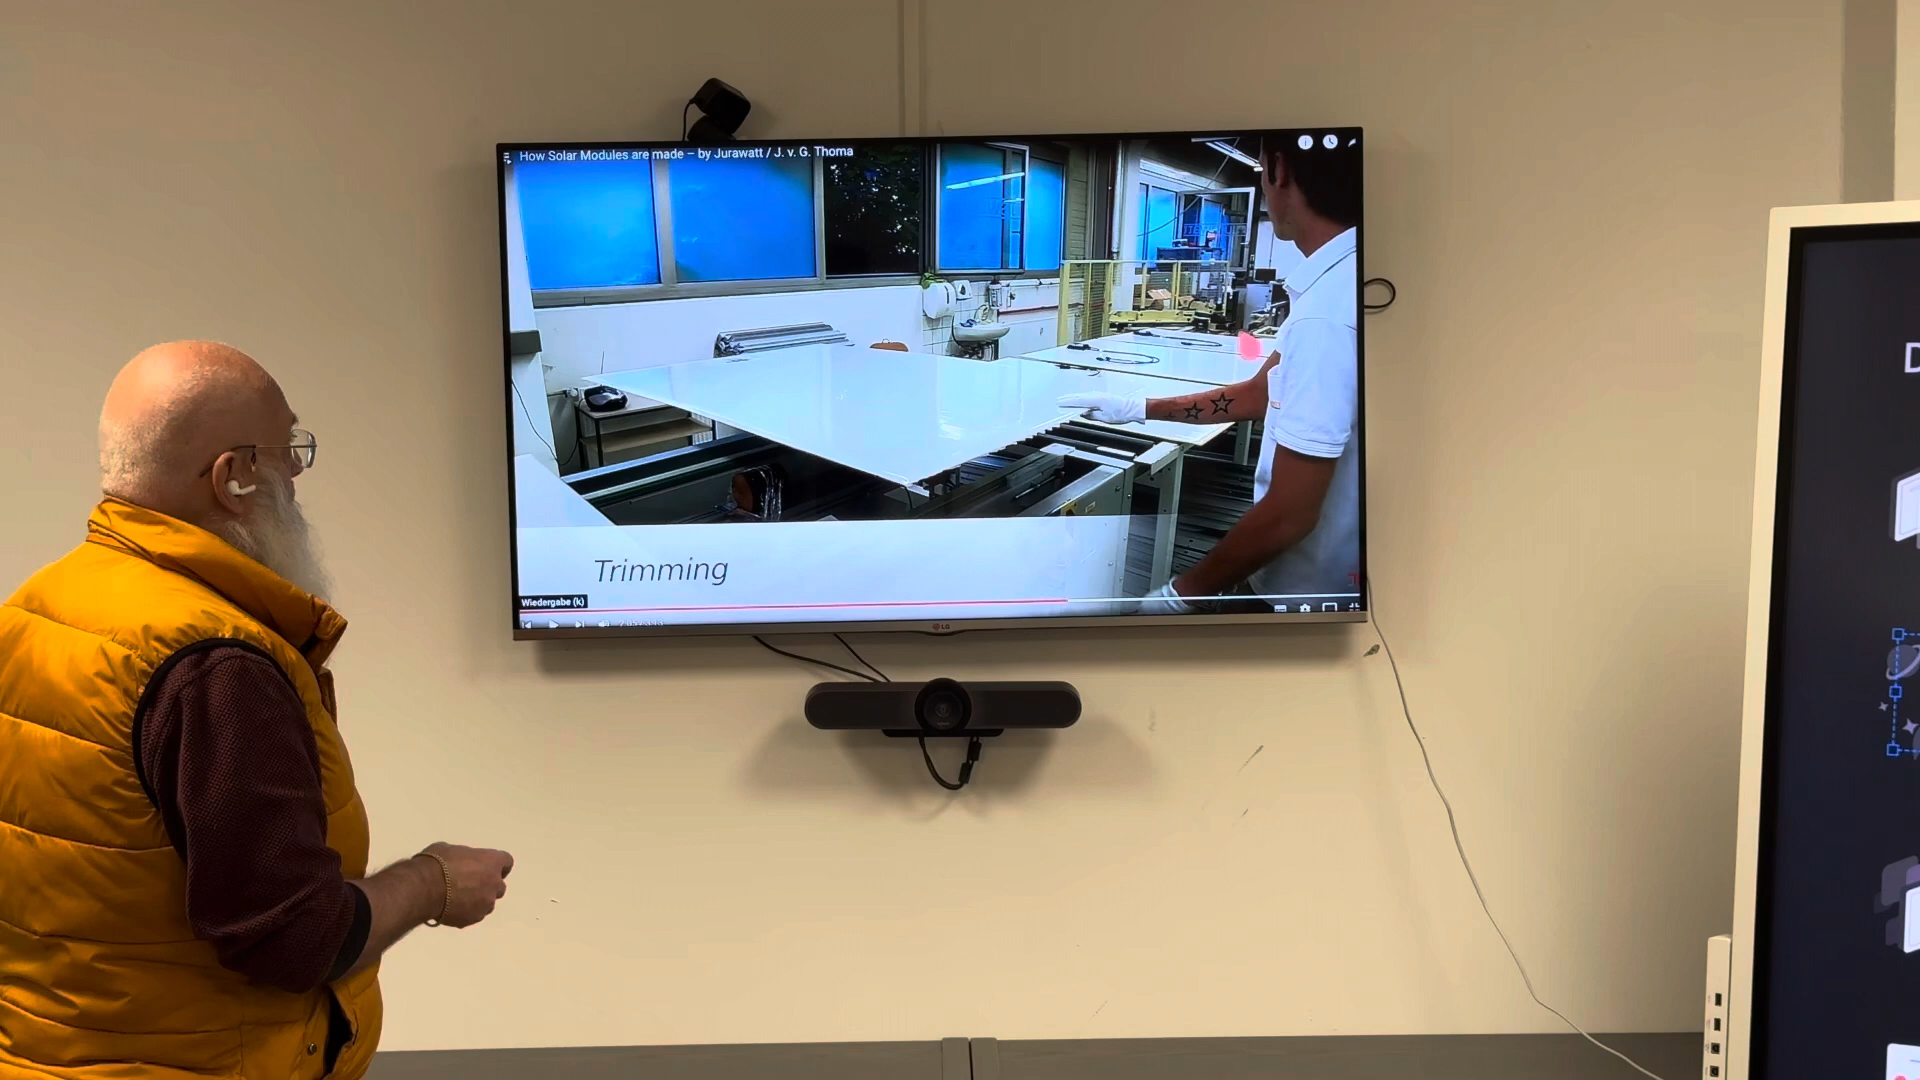 How Solar Modules are made – by Jurawatt / J. v. G. Thoma
Trimming
Wiedergabe (k)
LG
D